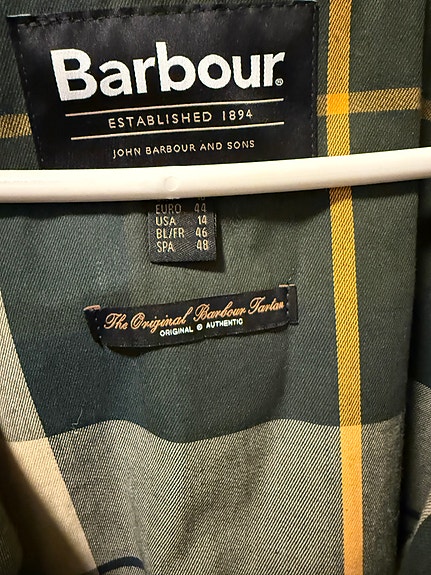 Barbour®
ESTABLISHED 1894
JOHN BARBOUR AND SONS
EURO 44
USA 14
BL/FR 46
SPA 48
The Original Barbour Tartan
ORIGINAL & AUTHENTIC